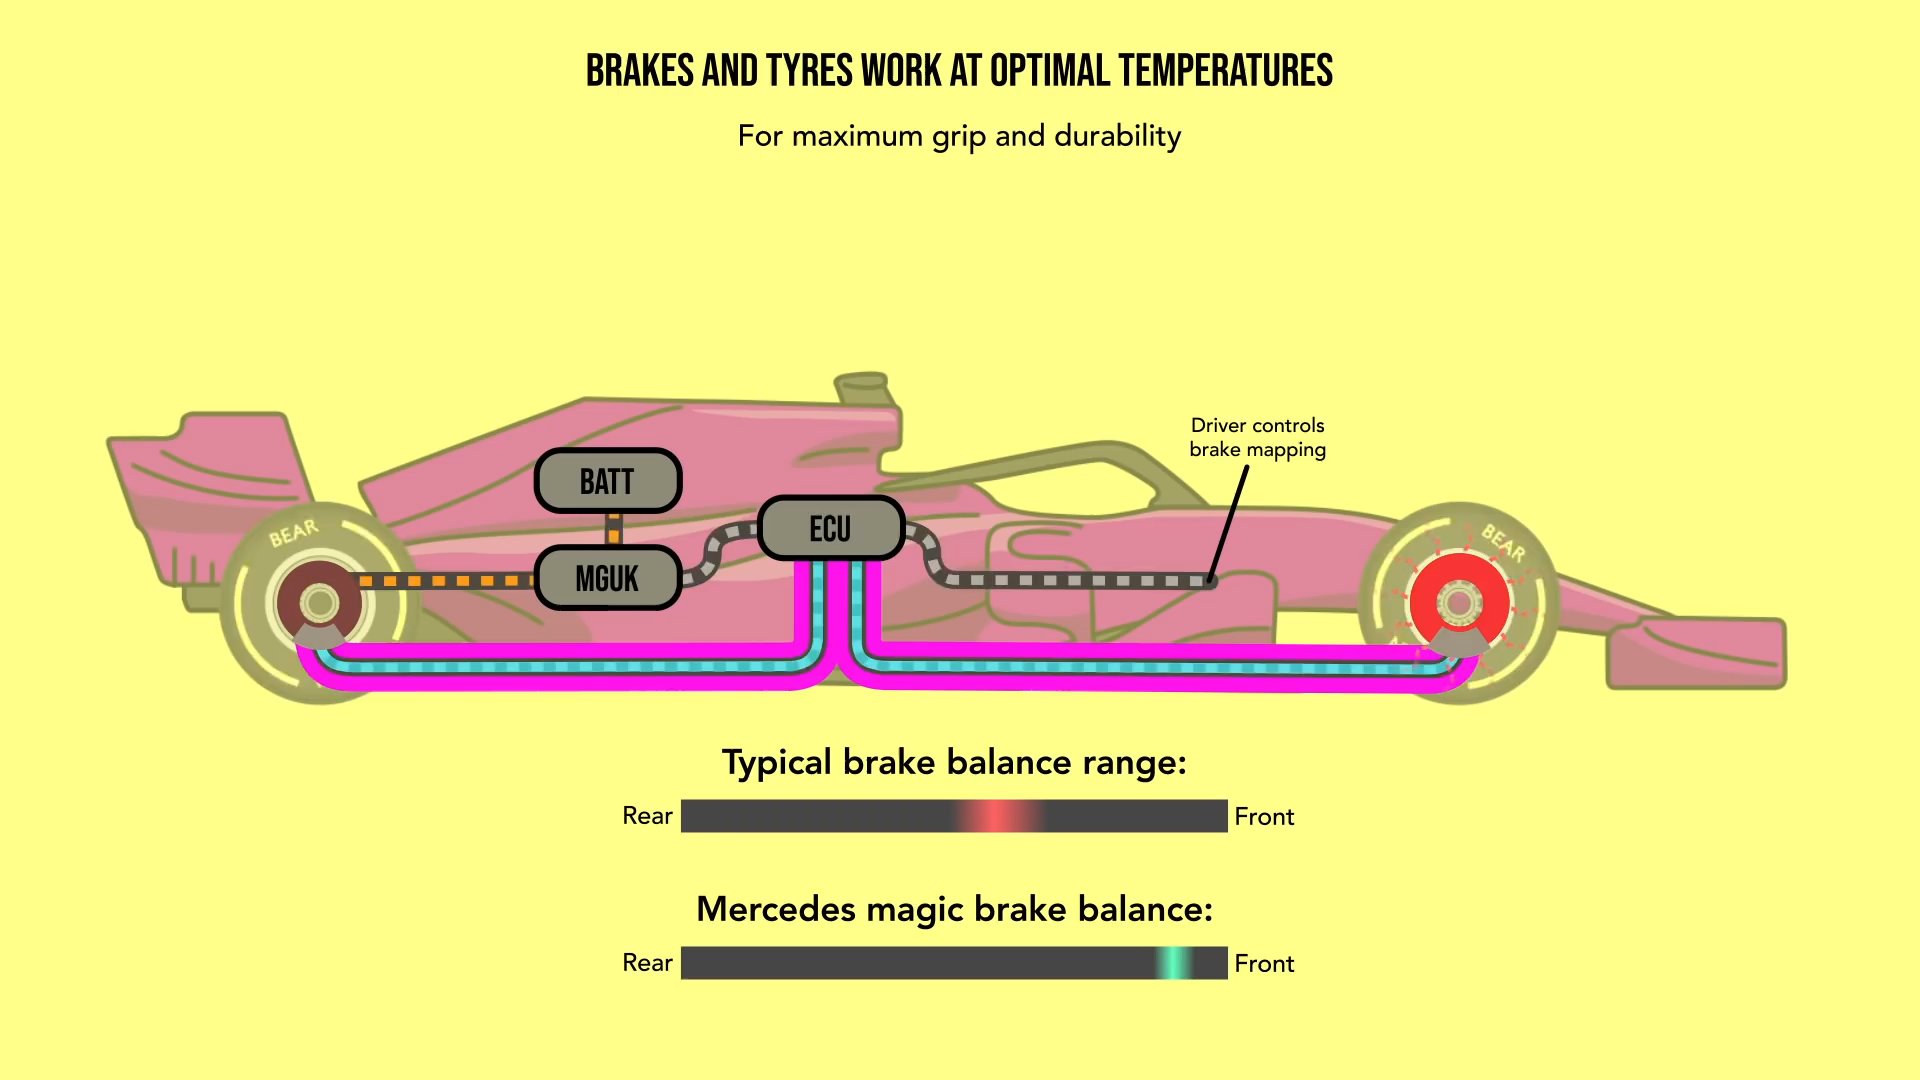 BRAKES AND TYRES WORK AT OPTIMAL TEMPERATURES
For maximum grip and durability
Driver controls
brake mapping
BATT
ECU
MGUK
BEAR
BEAR
Typical brake balance range:
Rear
Front
Mercedes magic brake balance:
Rear
Front